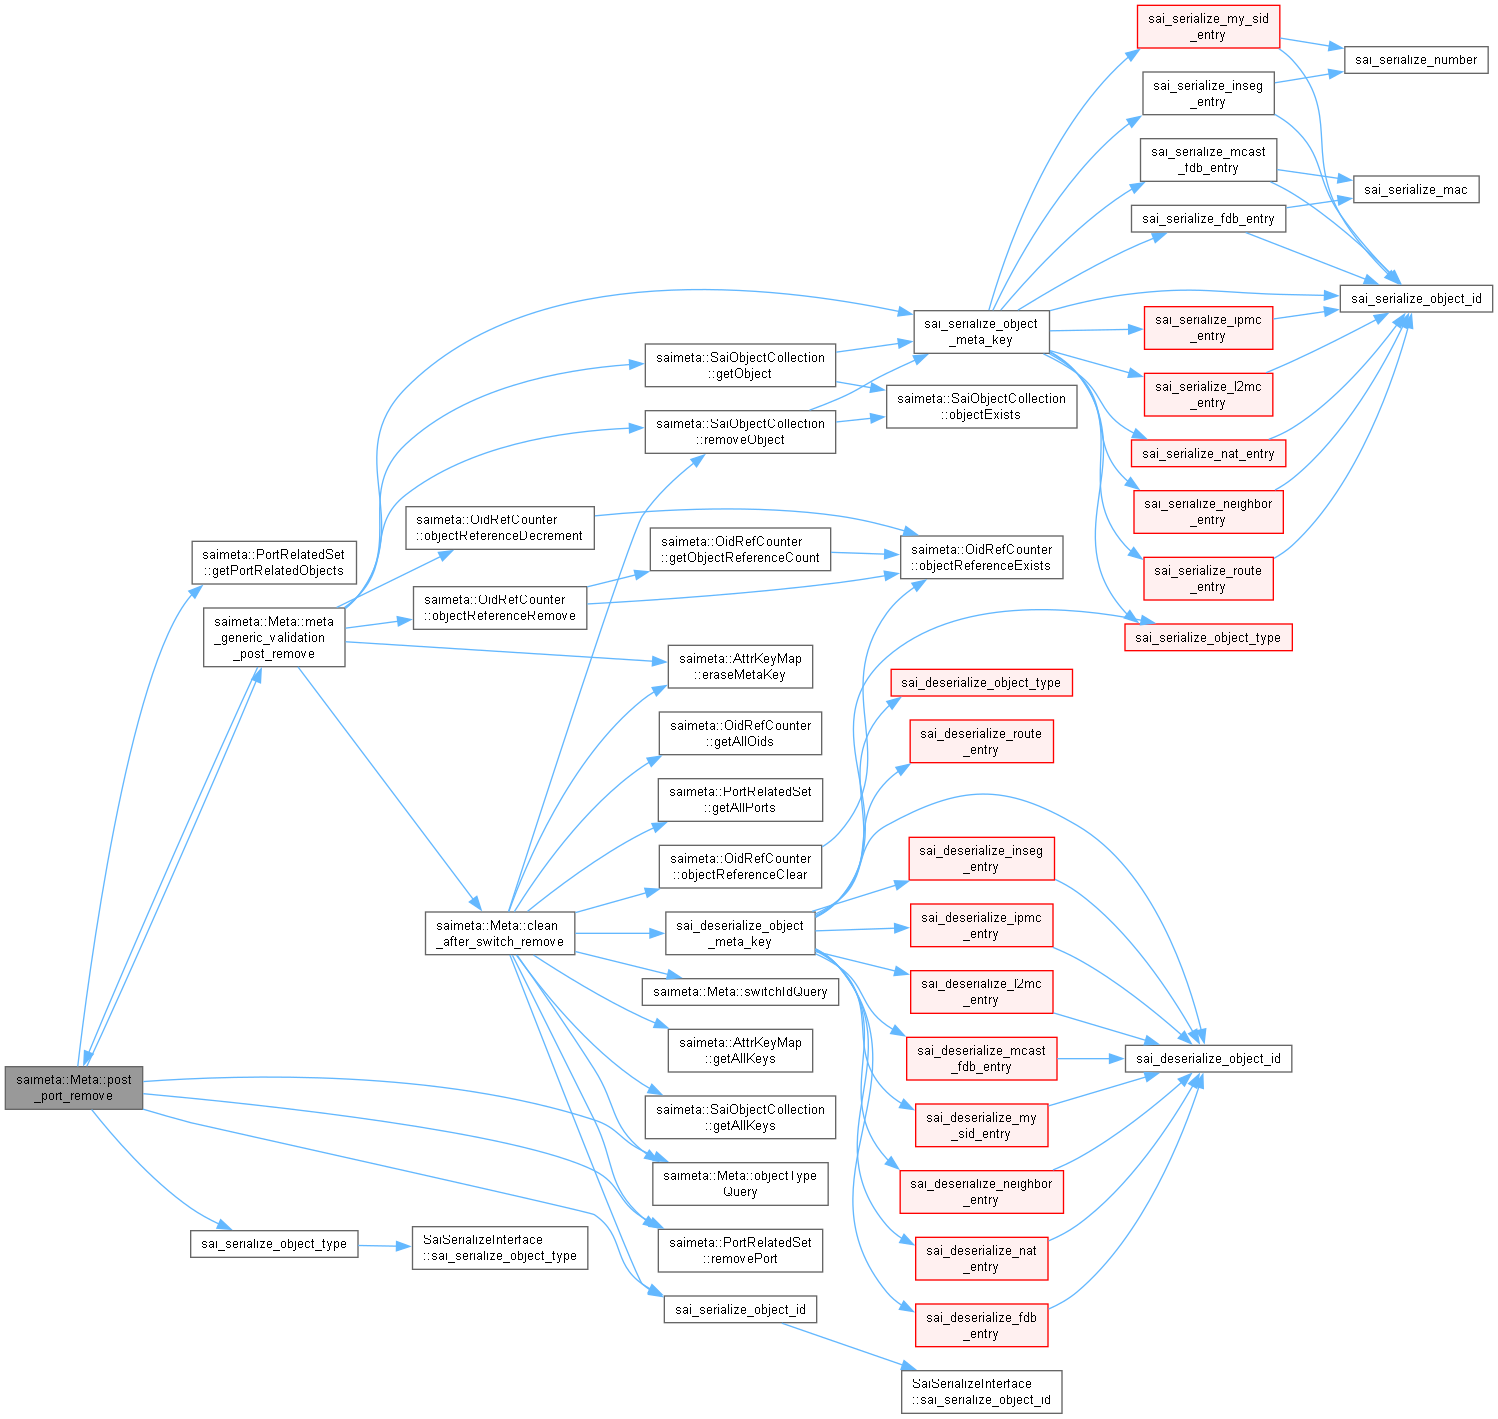 sai_serialize_my_sid
_entry
sai_serialize_number
sai_serialize_inseg
_entry
sai_serialize_mcast
_fdb_entry
sai_serialize_mac
sai_serialize_fdb_entry
sai_serialize_object_id
sai_serialize_object
_meta_key
sai_serialize_ipmc
_entry
saimeta::SaiObjectCollection
::getObject
sai_serialize_l2mc
_entry
saimeta::SaiObjectCollection
::objectExists
saimeta::SaiObjectCollection
::removeObject
sai_serialize_nat_entry
sai_serialize_neighbor
_entry
saimeta::OidRefCounter
::objectReferenceDecrement
saimeta::PortRelatedSet
::getPortRelatedObjects
saimeta::OidRefCounter
::getObjectReferenceCount
saimeta::OidRefCounter
::objectReferenceExists
sai_serialize_route
_entry
saimeta::OidRefCounter
::objectReferenceRemove
saimeta::Meta::meta
_generic_validation
_post_remove
sai_serialize_object_type
saimeta::AttrKeyMap
::eraseMetaKey
sai_deserialize_object_type
saimeta::OidRefCounter
::getAllOids
sai_deserialize_route
_entry
saimeta::PortRelatedSet
::getAllPorts
saimeta::OidRefCounter
::objectReferenceClear
sai_deserialize_inseg
_entry
saimeta::Meta::clean
_after_switch_remove
sai_deserialize_object
_meta_key
sai_deserialize_ipmc
_entry
saimeta::Meta::switchIdQuery
sai_deserialize_l2mc
_entry
saimeta::AttrKeyMap
::getAllKeys
sai_deserialize_mcast
_fdb_entry
sai_deserialize_object_id
saimeta::Meta::post
_port_remove
saimeta::SaiObjectCollection
::getAllKeys
sai_deserialize_my
_sid_entry
saimeta::Meta::objectType
Query
sai_deserialize_neighbor
_entry
sai_serialize_object_type
SaiSerializeInterface
::sai_serialize_object_type
saimeta::PortRelatedSet
::removePort
sai_deserialize_nat
_entry
sai_serialize_object_id
sai_deserialize_fdb
_entry
SaiSerializeInterface
::sai_serialize_object_id